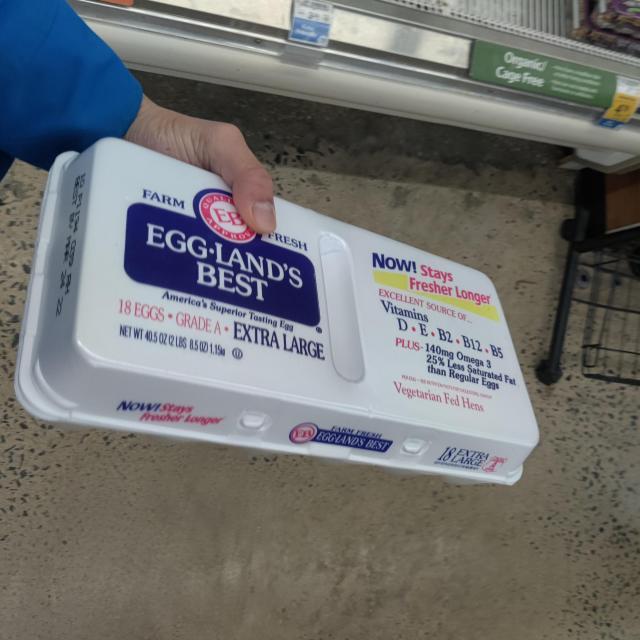 Organic/
Cage Free
FARM
FRESH
EB
EGG·LAND'S
BEST
America's Superior Tasting Egg
18 EGGS • GRADE A • EXTRA LARGE
NET WT 40.5 OZ (2 LBS 8.5 OZ) 1.15kg
NOW! Stays
Fresher Longer
EXCELLENT SOURCE OF...
Vitamins
D • E • B2 • B12 • B5
PLUS· 140mg Omega 3
25% Less Saturated Fat
than Regular Eggs
Vegetarian Fed Hens
NOW! Stays
Fresher Longer
EB
FARM FRESH
EGG·LAND'S BEST
18 EXTRA
LARGE